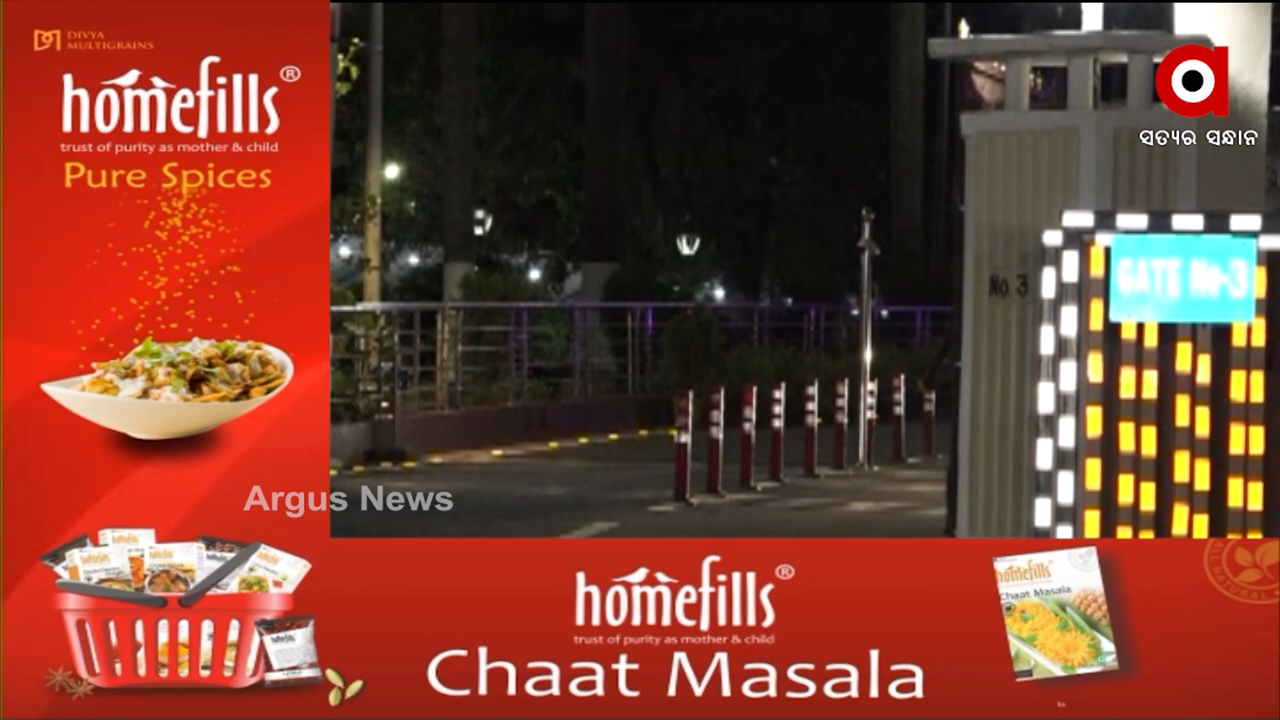 DIVYA
MULTIGRAINS
homefills®
trust of purity as mother & child
Pure Spices
ସତ୍ୟର ସନ୍ଧାନ
No. 3
GATE No-3
Argus News
homefills®
trust of purity as mother & child
Chaat Masala
homefills
Chaat Masala